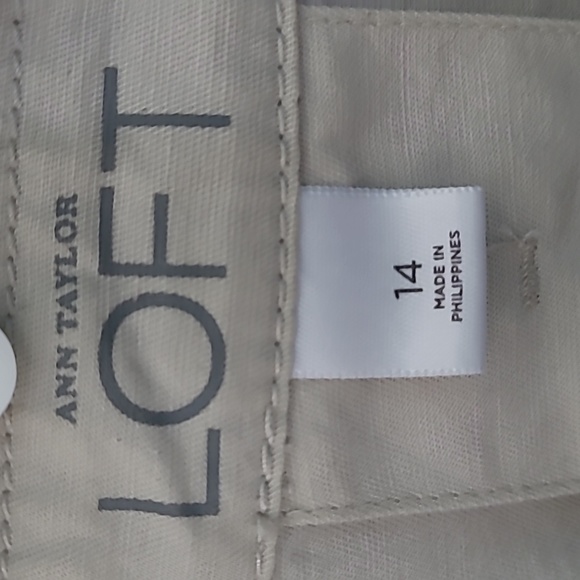 ANN TAYLOR
LOFT
14
MADE IN
PHILIPPINES